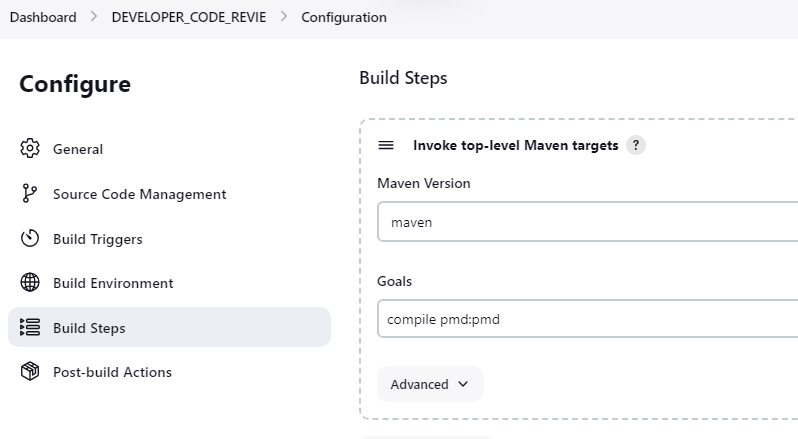 Dashboard > DEVELOPER_CODE_REVIE > Configuration
Configure
General
Source Code Management
Build Triggers
Build Environment
Build Steps
Post-build Actions
Build Steps
Invoke top-level Maven targets ?
Maven Version
maven
Goals
compile pmd:pmd
Advanced